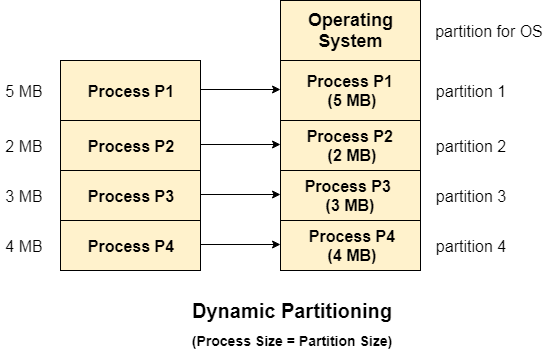 Operating
System
partition for OS
5 MB
Process P1
Process P1
(5 MB)
partition 1
2 MB
Process P2
Process P2
(2 MB)
partition 2
3 MB
Process P3
Process P3
(3 MB)
partition 3
4 MB
Process P4
Process P4
(4 MB)
partition 4
Dynamic Partitioning
(Process Size = Partition Size)